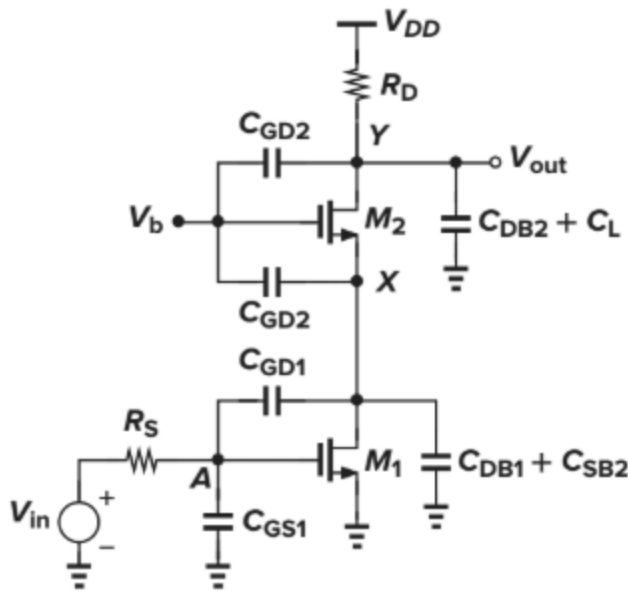 V_DD
R_D
C_GD2
Y
V_out
V_b
M_2
C_DB2 + C_L
X
C_GD2
C_GD1
R_S
A
M_1
C_DB1 + C_SB2
V_in
+
−
C_GS1